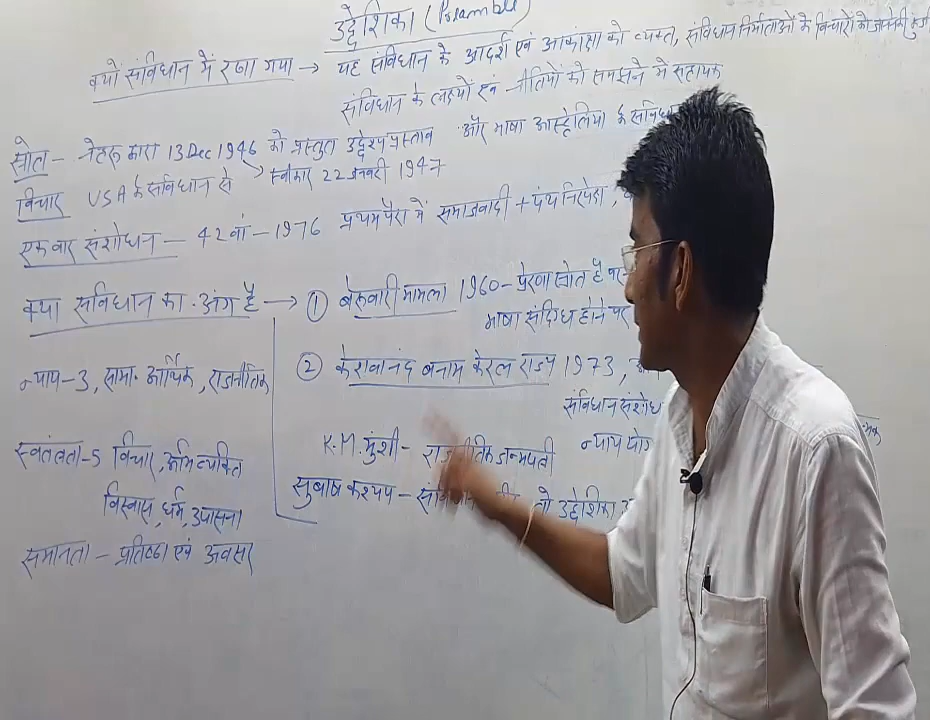 उद्देशिका (Preamble)
क्यों संविधान में रखा गया → यह संविधान के आदर्श एवं आकांक्षा को व्यक्त, संविधान निर्माताओं के विचारों को जानने की कुंजी
संविधान के लक्ष्यों एवं नीतियों को समझने में सहायक
स्रोत - नेहरू द्वारा 13 Dec 1946 को प्रस्तुत उद्देश्य प्रस्ताव और भाषा आस्ट्रेलिया के संविधान
विचार USA के संविधान से → स्वीकार 22 जनवरी 1947
एक बार संशोधन - 42वां - 1976 प्रथम पैरा में समाजवादी + पंथनिरपेक्ष,
क्या संविधान का अंग है → ① बेरूबारी मामला 1960 - प्रेरणा स्रोत है पर
भाषा संदिग्ध होने पर
न्याय - 3, सामा. आर्थिक, राजनीतिक
② केशवानंद बनाम केरल राज्य 1973,
संविधान संशोध
स्वतंत्रता - 5 विचार, अभिव्यक्ति
विश्वास, धर्म, उपासना
K.M. मुंशी - राजनीतिक जन्मपत्री न्याय योग
सुबाष कश्यप - तो उद्देशिका
समानता - प्रतिष्ठा एवं अवसर